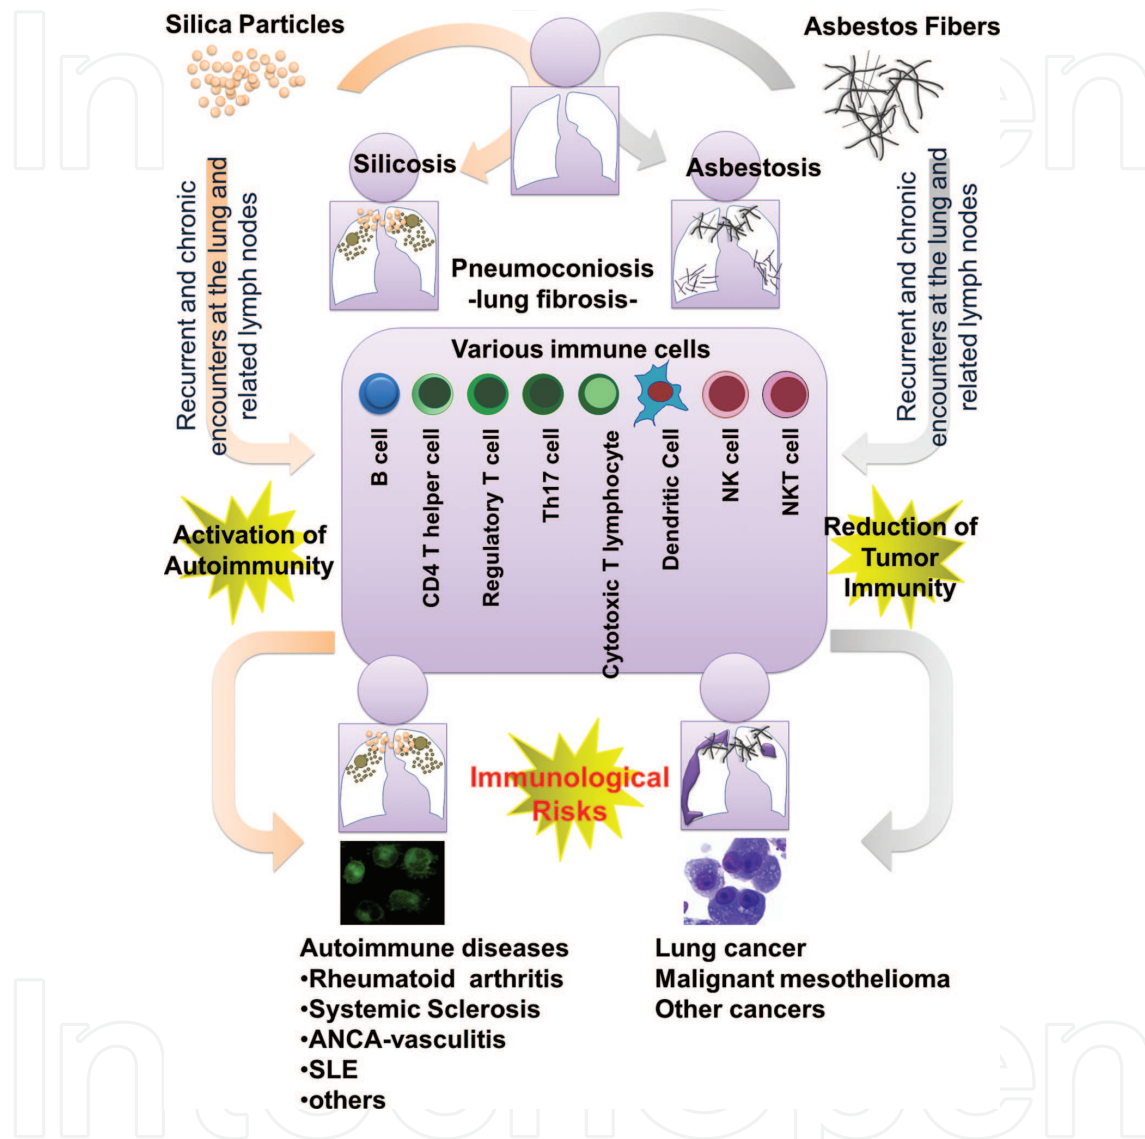 Silica Particles
Asbestos Fibers
Silicosis
Asbestosis
Recurrent and chronic
encounters at the lung and
related lymph nodes
Pneumoconiosis
-lung fibrosis-
Recurrent and chronic
encounters at the lung and
related lymph nodes
Various immune cells
B cell
CD4 T helper cell
Regulatory T cell
Th17 cell
Cytotoxic T lymphocyte
Dendritic Cell
NK cell
NKT cell
Activation of
Autoimmunity
Reduction of
Tumor
Immunity
Immunological
Risks
Autoimmune diseases
•Rheumatoid arthritis
•Systemic Sclerosis
•ANCA-vasculitis
•SLE
•others
Lung cancer
Malignant mesothelioma
Other cancers